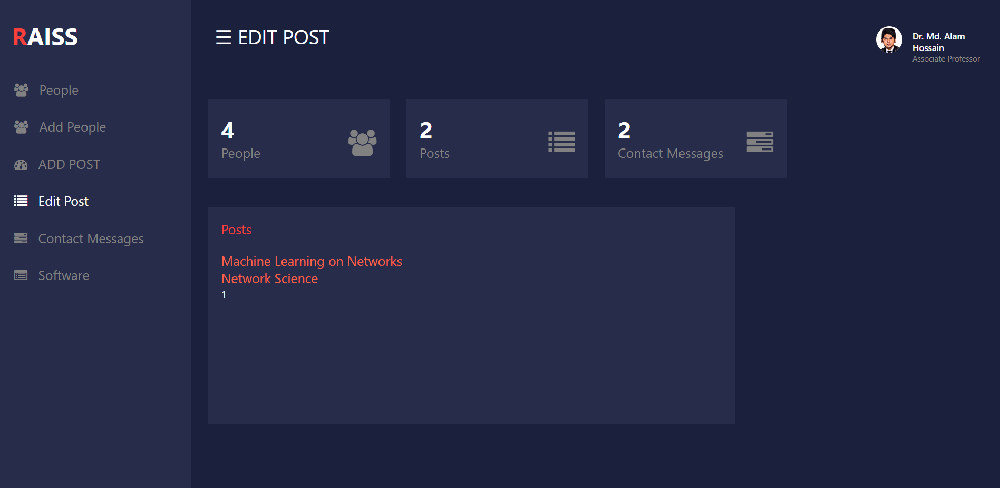 RAISS
People
Add People
ADD POST
Edit Post
Contact Messages
Software
☰ EDIT POST
Dr. Md. Alam
Hossain
Associate Professor
4
People
2
Posts
2
Contact Messages
Posts
Machine Learning on Networks
Network Science
1